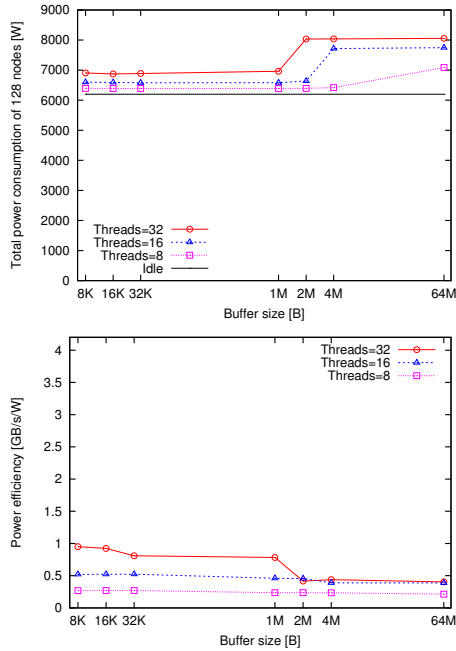 9000
8000
7000
6000
5000
4000
3000
2000
1000
0
Total power consumption of 128 nodes [W]
Threads=32
Threads=16
Threads=8
Idle
8K 16K 32K 1M 2M 4M 64M
Buffer size [B]
4
3.5
3
2.5
2
1.5
1
0.5
0
Power efficiency [GB/s/W]
Threads=32
Threads=16
Threads=8
8K 16K 32K 1M 2M 4M 64M
Buffer size [B]